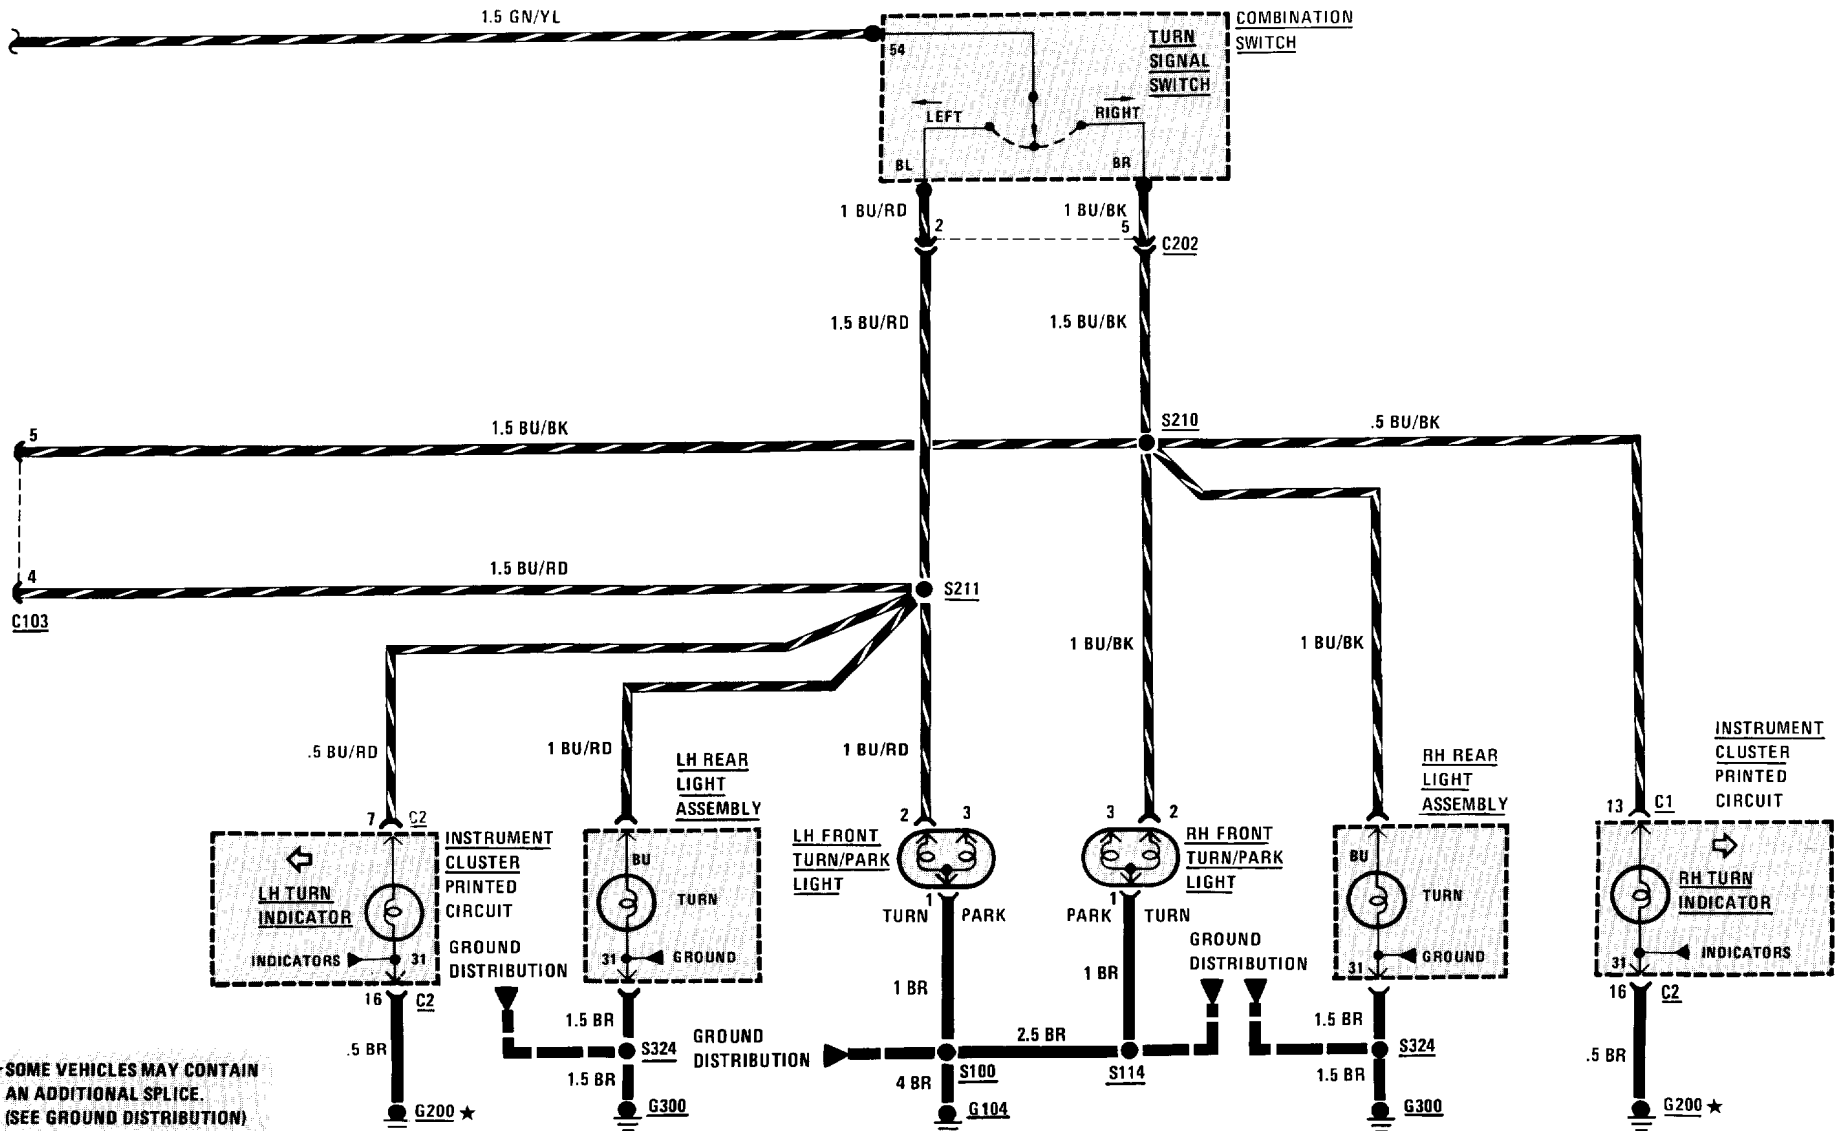 1.5 GN/YL
COMBINATION
SWITCH
54
TURN
SIGNAL
SWITCH
LEFT
RIGHT
BL
BR
1 BU/RD
1 BU/BK
2
5
C202
1.5 BU/RD
1.5 BU/BK
5
1.5 BU/BK
S210
.5 BU/BK
4
1.5 BU/RD
S211
C103
1 BU/BK
1 BU/BK
.5 BU/RD
1 BU/RD
1 BU/RD
LH REAR
LIGHT
ASSEMBLY
RH REAR
LIGHT
ASSEMBLY
INSTRUMENT
CLUSTER
PRINTED
CIRCUIT
7
C2
2
3
3
2
13
C1
INSTRUMENT
CLUSTER
PRINTED
CIRCUIT
LH TURN
INDICATOR
INDICATORS
31
BU
TURN
31
GROUND
LH FRONT
TURN/PARK
LIGHT
RH FRONT
TURN/PARK
LIGHT
BU
TURN
31
GROUND
RH TURN
INDICATOR
31
INDICATORS
1
TURN
PARK
1
PARK
TURN
GROUND
DISTRIBUTION
GROUND
DISTRIBUTION
16
C2
1 BR
1 BR
16
C2
.5 BR
1.5 BR
S324
1.5 BR
GROUND
DISTRIBUTION
2.5 BR
S100
S114
4 BR
1.5 BR
S324
1.5 BR
.5 BR
SOME VEHICLES MAY CONTAIN
AN ADDITIONAL SPLICE.
(SEE GROUND DISTRIBUTION)
G200 ★
G300
G104
G300
G200 ★